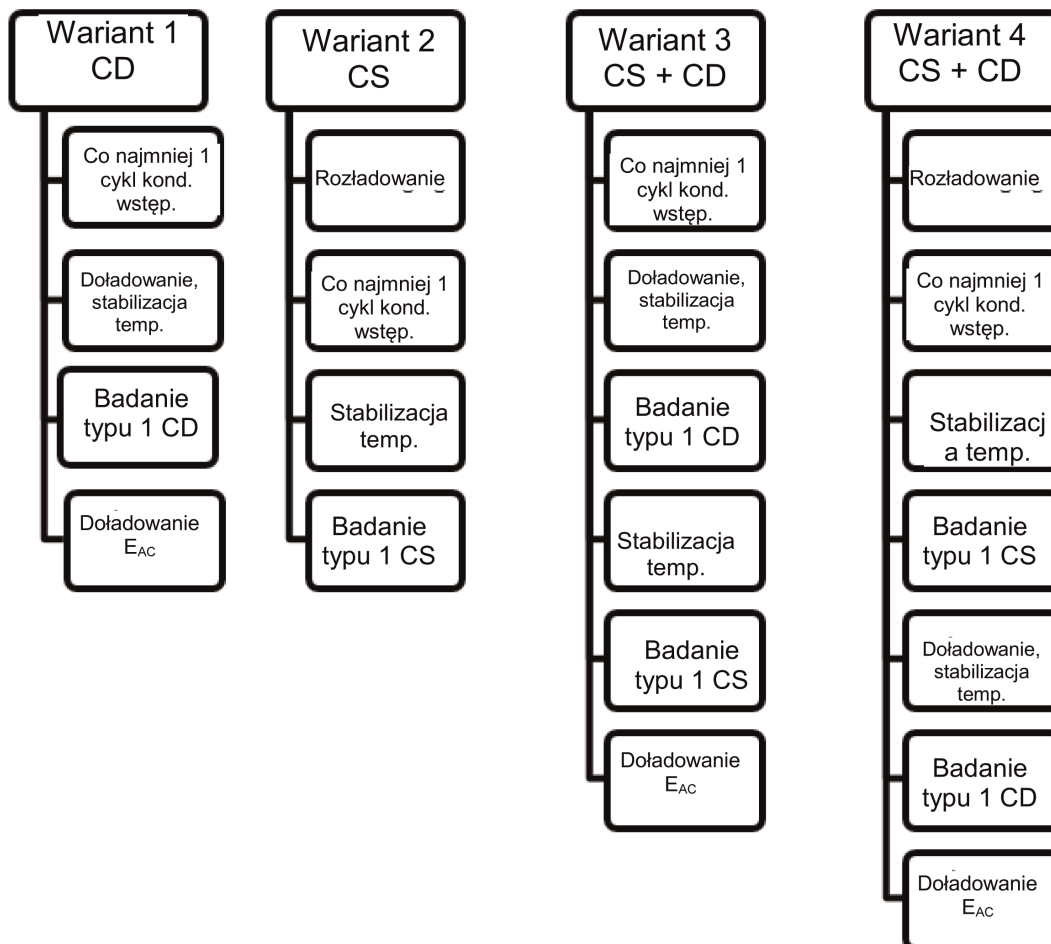 Wariant 1
CD
Co najmniej 1
cykl kond.
wstęp.
Doładowanie,
stabilizacja
temp.
Badanie
typu 1 CD
Doładowanie
EAC
Wariant 2
CS
Rozładowanie
Co najmniej 1
cykl kond.
wstęp.
Stabilizacja
temp.
Badanie
typu 1 CS
Wariant 3
CS + CD
Co najmniej 1
cykl kond.
wstęp.
Doładowanie,
stabilizacja
temp.
Badanie
typu 1 CD
Stabilizacja
temp.
Badanie
typu 1 CS
Doładowanie
EAC
Wariant 4
CS + CD
Rozładowanie
Co najmniej 1
cykl kond.
wstęp.
Stabilizacj
a temp.
Badanie
typu 1 CS
Doładowanie,
stabilizacja
temp.
Badanie
typu 1 CD
Doładowanie
EAC